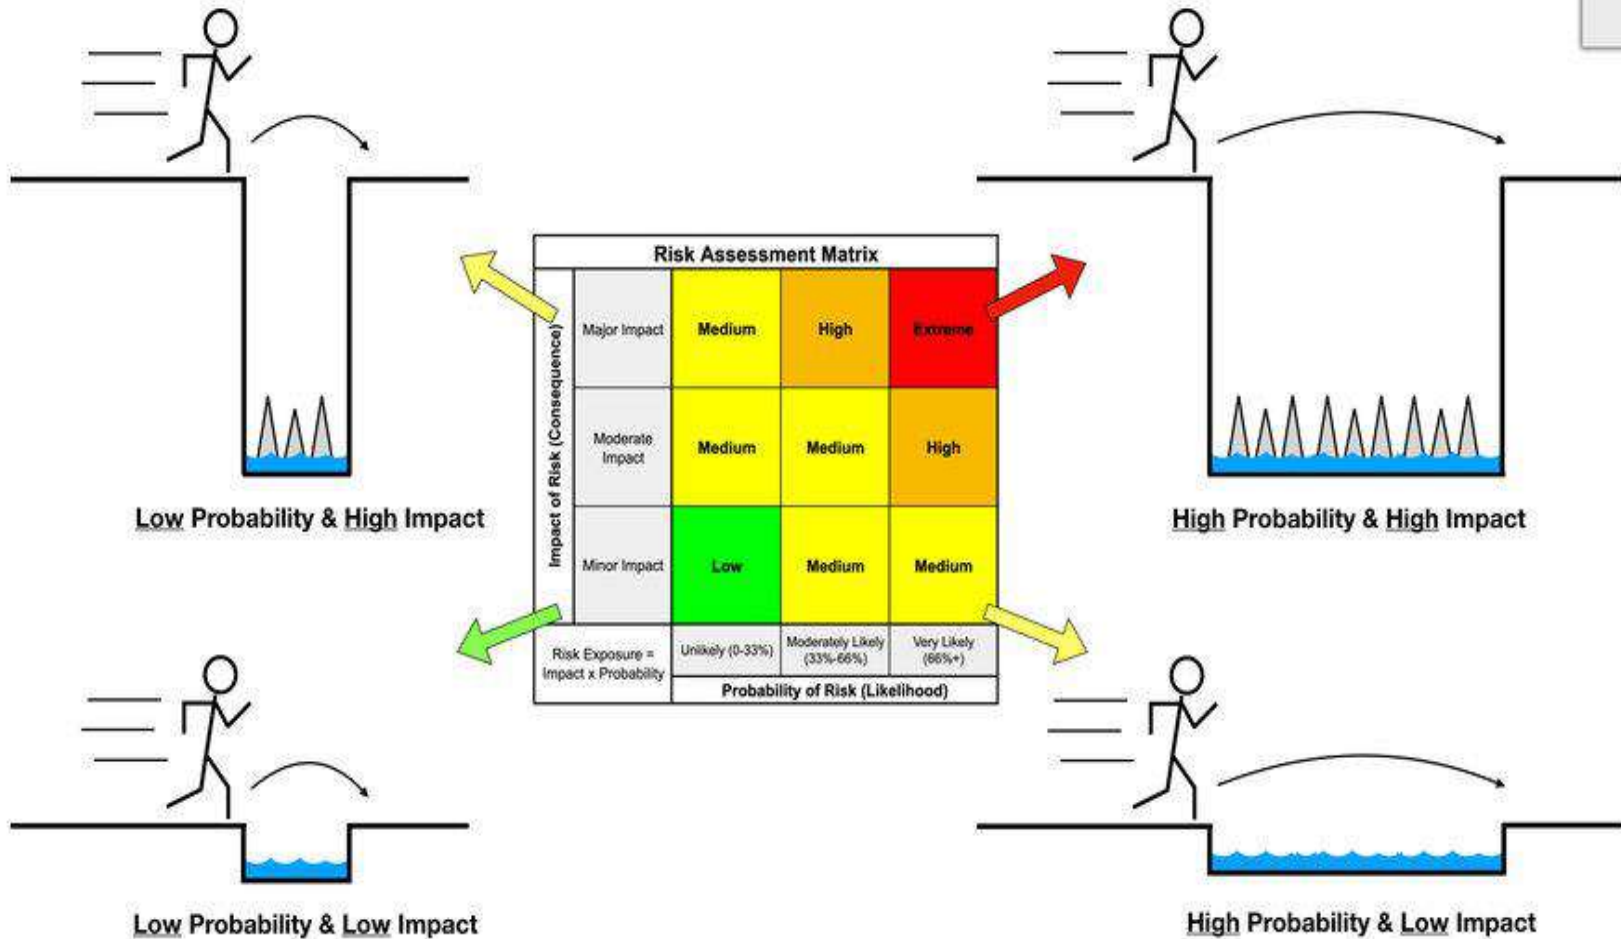 Risk Assessment Matrix
Impact of Risk (Consequence)
Major Impact
Medium
High
Extreme
Moderate
Impact
Medium
Medium
High
Minor Impact
Low
Medium
Medium
Risk Exposure =
Impact x Probability
Unlikely (0-33%)
Moderately Likely
(33%-66%)
Very Likely
(66%+)
Probability of Risk (Likelihood)
Low Probability & High Impact
High Probability & High Impact
Low Probability & Low Impact
High Probability & Low Impact